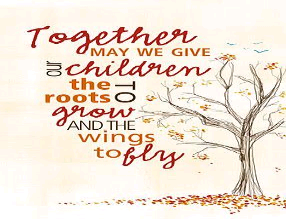 Together
MAY WE GIVE
our children
the
roots TO
grow
AND THE
wings
to fly